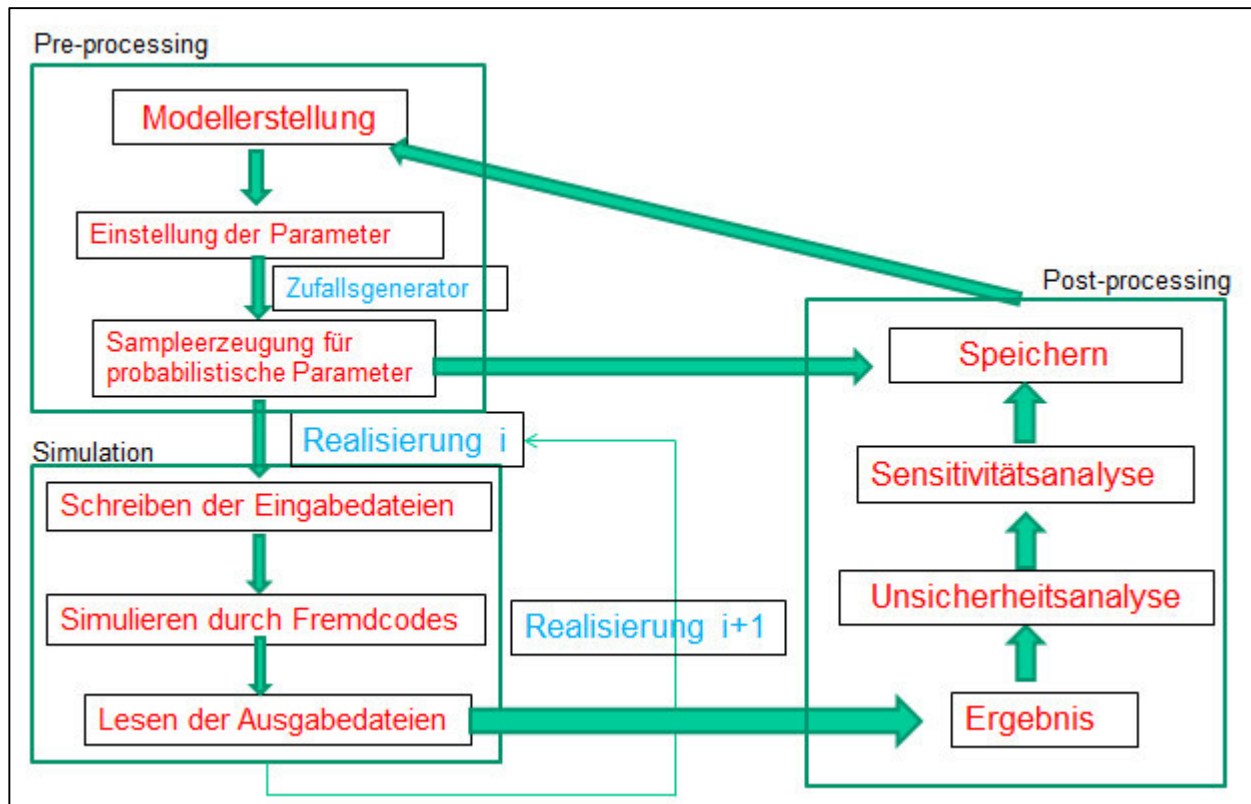 Pre-processing
Modellerstellung
Einstellung der Parameter
Zufallsgenerator
Sampleerzeugung für
probabilistische Parameter
Realisierung i
Simulation
Schreiben der Eingabedateien
Simulieren durch Fremdcodes
Realisierung i+1
Lesen der Ausgabedateien
Post-processing
Speichern
Sensitivitätsanalyse
Unsicherheitsanalyse
Ergebnis